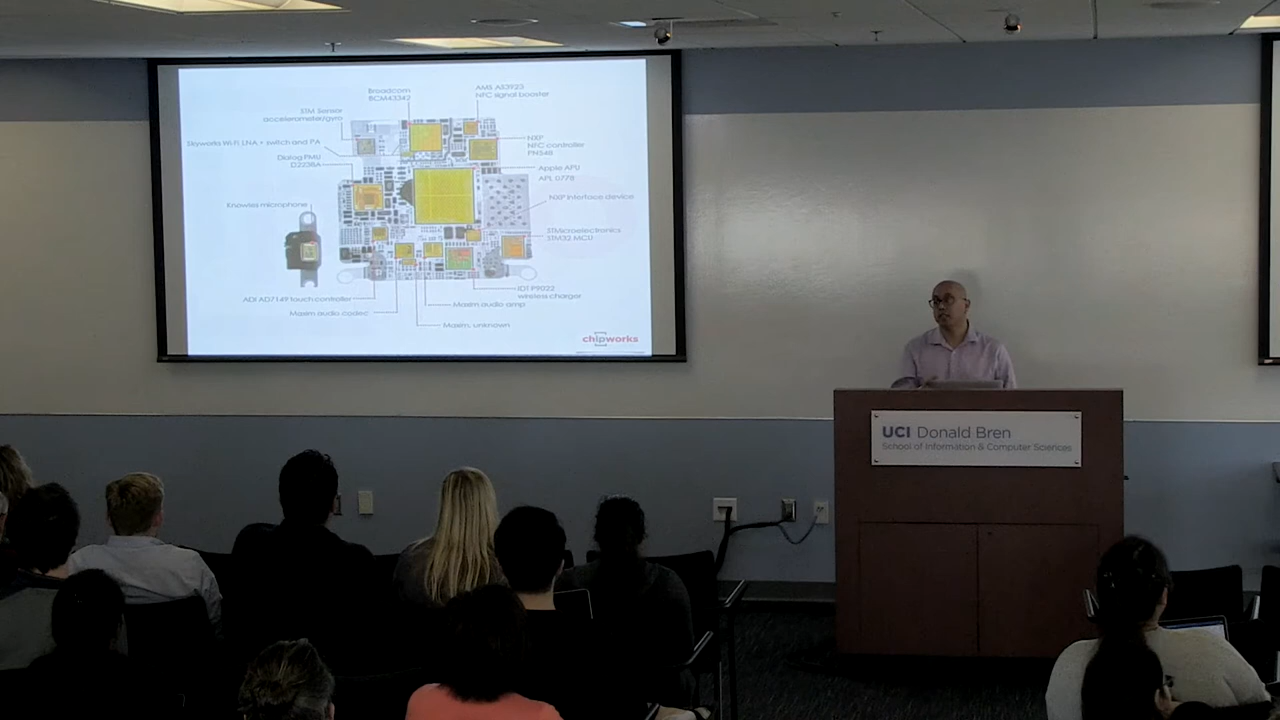 Broadcom
BCM43342
AMS AS3923
NFC signal booster
STM Sensor
accelerometer/gyro
Skyworks Wi-Fi LNA + switch and PA
NXP
NFC controller
PN548
Dialog PMU
D2238A
Apple APU
APL 0778
NXP Interface device
Knowles microphone
STMicroelectronics
STM32 MCU
IDT P9022
wireless charger
ADI AD7149 touch controller
Maxim audio amp
Maxim audio codec
Maxim, unknown
chipworks
UCI Donald Bren
School of Information & Computer Sciences